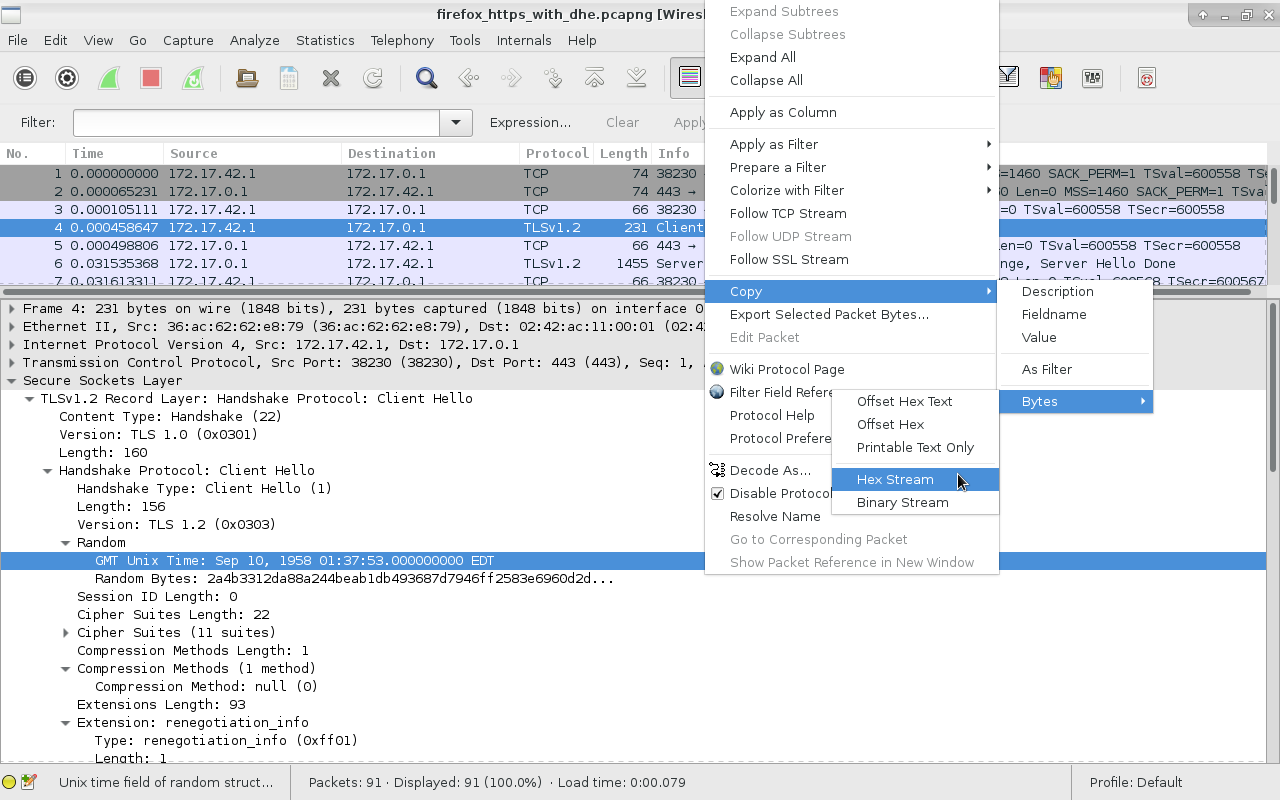 firefox_https_with_dhe.pcapng [Wires
File Edit View Go Capture Analyze Statistics Telephony Tools Internals Help
Filter: Expression... Clear Apply
No. Time Source Destination Protocol Length Info
1 0.000000000 172.17.42.1 172.17.0.1 TCP 74 38230 =1460 SACK_PERM=1 TSval=600558 TSe
2 0.000065231 172.17.0.1 172.17.42.1 TCP 74 443 → 0 Len=0 MSS=1460 SACK_PERM=1 TSva
3 0.000105111 172.17.42.1 172.17.0.1 TCP 66 38230 =0 TSval=600558 TSecr=600558
4 0.000458647 172.17.42.1 172.17.0.1 TLSv1.2 231 Client
5 0.000498806 172.17.0.1 172.17.42.1 TCP 66 443 → Len=0 TSval=600558 TSecr=600558
6 0.031535368 172.17.0.1 172.17.42.1 TLSv1.2 1455 Server nge, Server Hello Done
7 0.031613311 172.17.42.1 172.17.0.1 TCP 66 38230
Frame 4: 231 bytes on wire (1848 bits), 231 bytes captured (1848 bits) on interface 0
Ethernet II, Src: 36:ac:62:62:e8:79 (36:ac:62:62:e8:79), Dst: 02:42:ac:11:00:01 (02:4
Internet Protocol Version 4, Src: 172.17.42.1, Dst: 172.17.0.1
Transmission Control Protocol, Src Port: 38230 (38230), Dst Port: 443 (443), Seq: 1,
Secure Sockets Layer
TLSv1.2 Record Layer: Handshake Protocol: Client Hello
Content Type: Handshake (22)
Version: TLS 1.0 (0x0301)
Length: 160
Handshake Protocol: Client Hello
Handshake Type: Client Hello (1)
Length: 156
Version: TLS 1.2 (0x0303)
Random
GMT Unix Time: Sep 10, 1958 01:37:53.000000000 EDT
Random Bytes: 2a4b3312da88a244beab1db493687d7946ff2583e6960d2d...
Session ID Length: 0
Cipher Suites Length: 22
Cipher Suites (11 suites)
Compression Methods Length: 1
Compression Methods (1 method)
Compression Method: null (0)
Extensions Length: 93
Extension: renegotiation_info
Type: renegotiation_info (0xff01)
Length: 1
Expand Subtrees
Collapse Subtrees
Expand All
Collapse All
Apply as Column
Apply as Filter
Prepare a Filter
Colorize with Filter
Follow TCP Stream
Follow UDP Stream
Follow SSL Stream
Copy
Export Selected Packet Bytes...
Edit Packet
Wiki Protocol Page
Filter Field Refere
Protocol Help
Protocol Prefere
Decode As...
Disable Protocol
Resolve Name
Go to Corresponding Packet
Show Packet Reference in New Window
Description
Fieldname
Value
As Filter
Bytes
Offset Hex Text
Offset Hex
Printable Text Only
Hex Stream
Binary Stream
Unix time field of random struct... Packets: 91 · Displayed: 91 (100.0%) · Load time: 0:00.079 Profile: Default